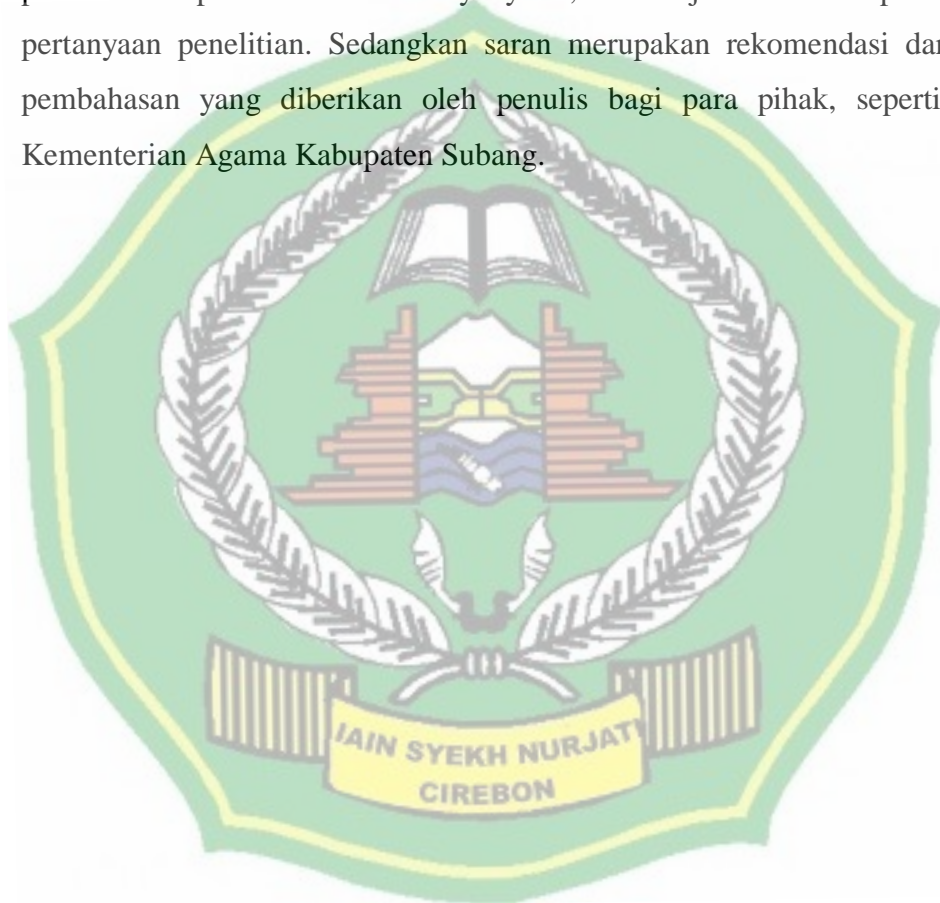 pertanyaan penelitian. Sedangkan saran merupakan rekomendasi dar
pembahasan yang diberikan oleh penulis bagi para pihak, seperti
Kementerian Agama Kabupaten Subang.
IAIN SYEKH NURJATI
CIREBON